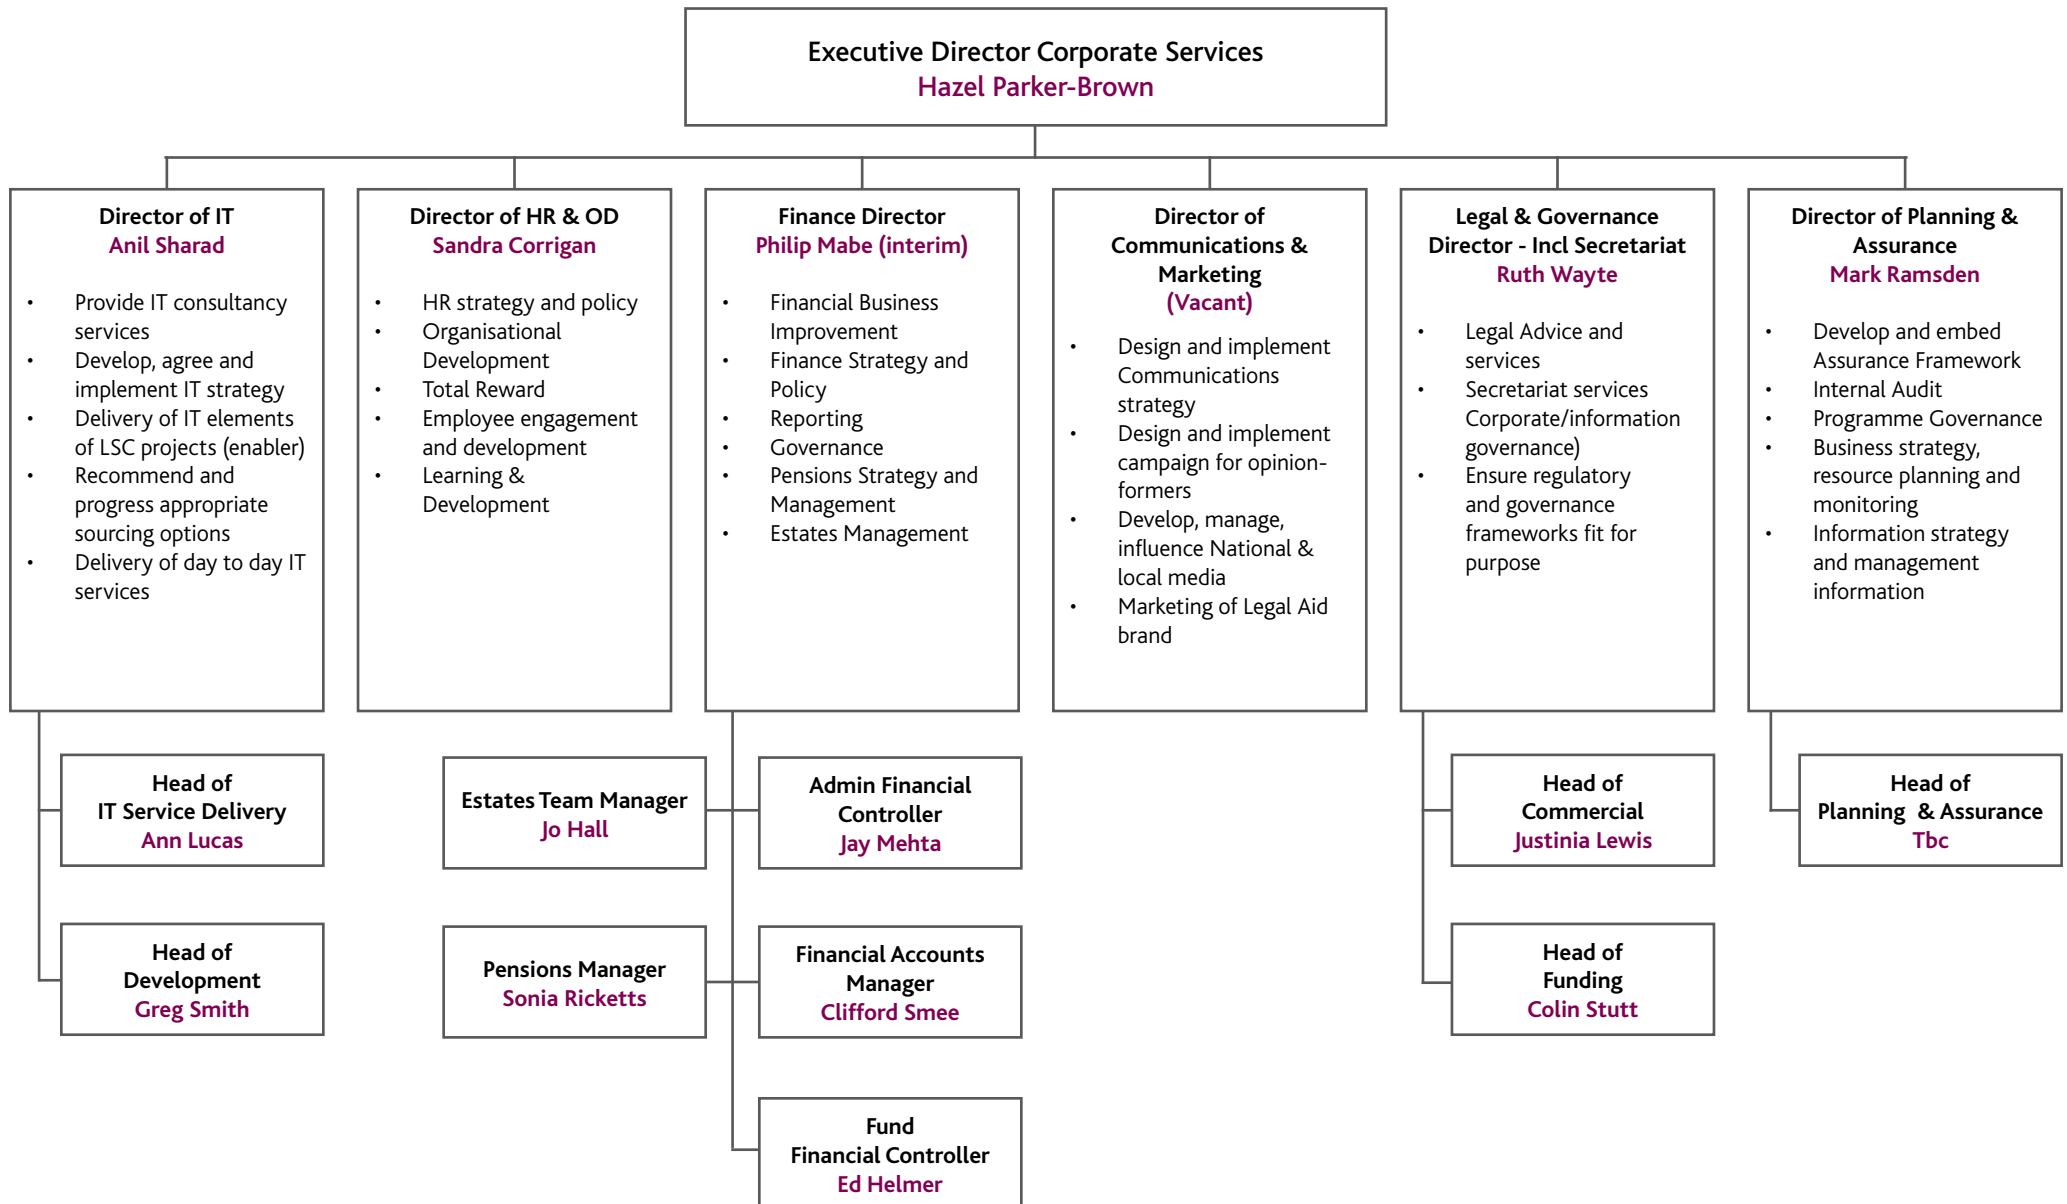 Executive Director Corporate Services
Hazel Parker-Brown
Director of IT
Anil Sharad
• Provide IT consultancy
services
• Develop, agree and
implement IT strategy
• Delivery of IT elements
of LSC projects (enabler)
• Recommend and
progress appropriate
sourcing options
• Delivery of day to day IT
services
Director of HR & OD
Sandra Corrigan
• HR strategy and policy
• Organisational
Development
• Total Reward
• Employee engagement
and development
• Learning &
Development
Finance Director
Philip Mabe (interim)
• Financial Business
Improvement
• Finance Strategy and
Policy
• Reporting
• Governance
• Pensions Strategy and
Management
• Estates Management
Director of
Communications &
Marketing
(Vacant)
• Design and implement
Communications
strategy
• Design and implement
campaign for opinion-
formers
• Develop, manage,
influence National &
local media
• Marketing of Legal Aid
brand
Legal & Governance
Director - Incl Secretariat
Ruth Wayte
• Legal Advice and
services
• Secretariat services
Corporate/information
governance)
• Ensure regulatory
and governance
frameworks fit for
purpose
Director of Planning &
Assurance
Mark Ramsden
• Develop and embed
Assurance Framework
• Internal Audit
• Programme Governance
• Business strategy,
resource planning and
monitoring
• Information strategy
and management
information
Head of
IT Service Delivery
Ann Lucas
Head of
Development
Greg Smith
Estates Team Manager
Jo Hall
Admin Financial
Controller
Jay Mehta
Pensions Manager
Sonia Ricketts
Financial Accounts
Manager
Clifford Smee
Fund
Financial Controller
Ed Helmer
Head of
Commercial
Justinia Lewis
Head of
Funding
Colin Stutt
Head of
Planning & Assurance
Tbc